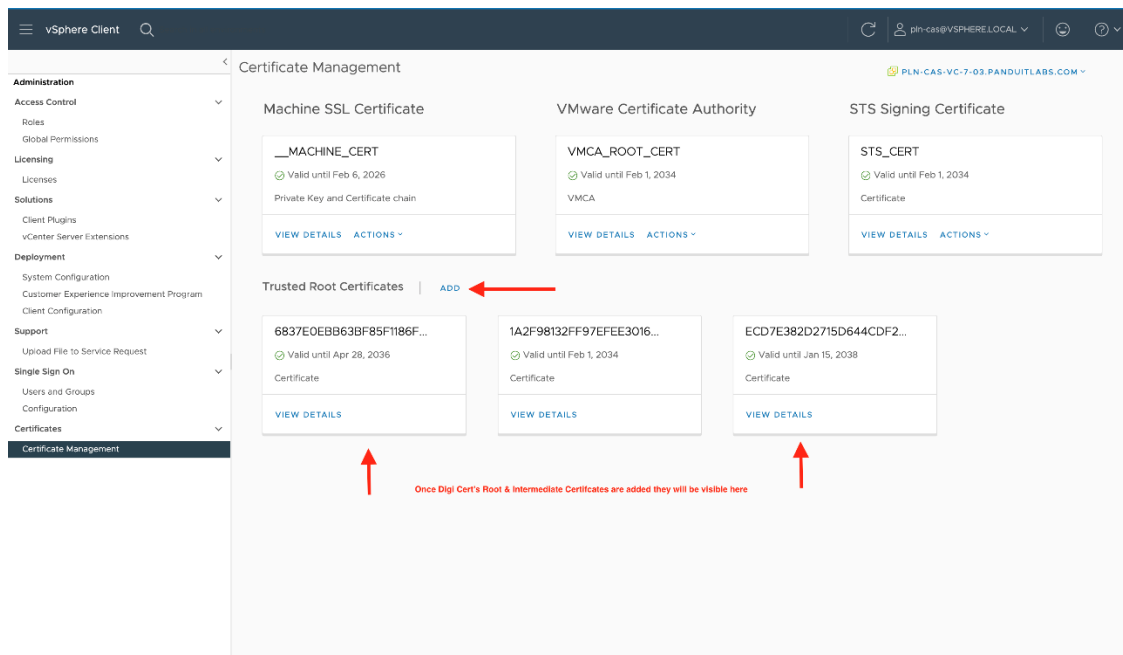 vSphere Client
pln-cas@VSPHERE.LOCAL
Administration
Access Control
Roles
Global Permissions
Licensing
Licenses
Solutions
Client Plugins
vCenter Server Extensions
Deployment
System Configuration
Customer Experience Improvement Program
Client Configuration
Support
Upload File to Service Request
Single Sign On
Users and Groups
Configuration
Certificates
Certificate Management
Certificate Management
PLN-CAS-VC-7-03.PANDUITLABS.COM
Machine SSL Certificate
__MACHINE_CERT
Valid until Feb 6, 2026
Private Key and Certificate chain
VIEW DETAILS ACTIONS
VMware Certificate Authority
VMCA_ROOT_CERT
Valid until Feb 1, 2034
VMCA
VIEW DETAILS ACTIONS
STS Signing Certificate
STS_CERT
Valid until Feb 1, 2034
Certificate
VIEW DETAILS ACTIONS
Trusted Root Certificates | ADD
6837E0EBB63BF85F1186F...
Valid until Apr 28, 2036
Certificate
VIEW DETAILS
1A2F98132FF97EFEE3016...
Valid until Feb 1, 2034
Certificate
VIEW DETAILS
ECD7E382D2715D644CDF2...
Valid until Jan 15, 2038
Certificate
VIEW DETAILS
Once Digi Cert's Root & Intermediate Certifcates are added they will be visible here